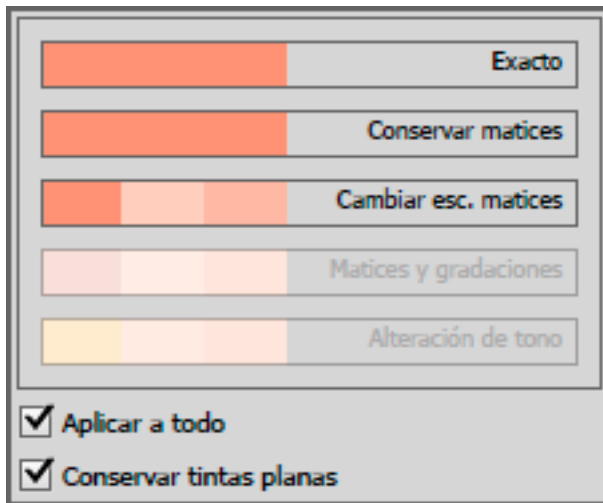 Exacto
Conservar matices
Cambiar esc. matices
Matices y gradaciones
Alteración de tono
Aplicar a todo
Conservar tintas planas